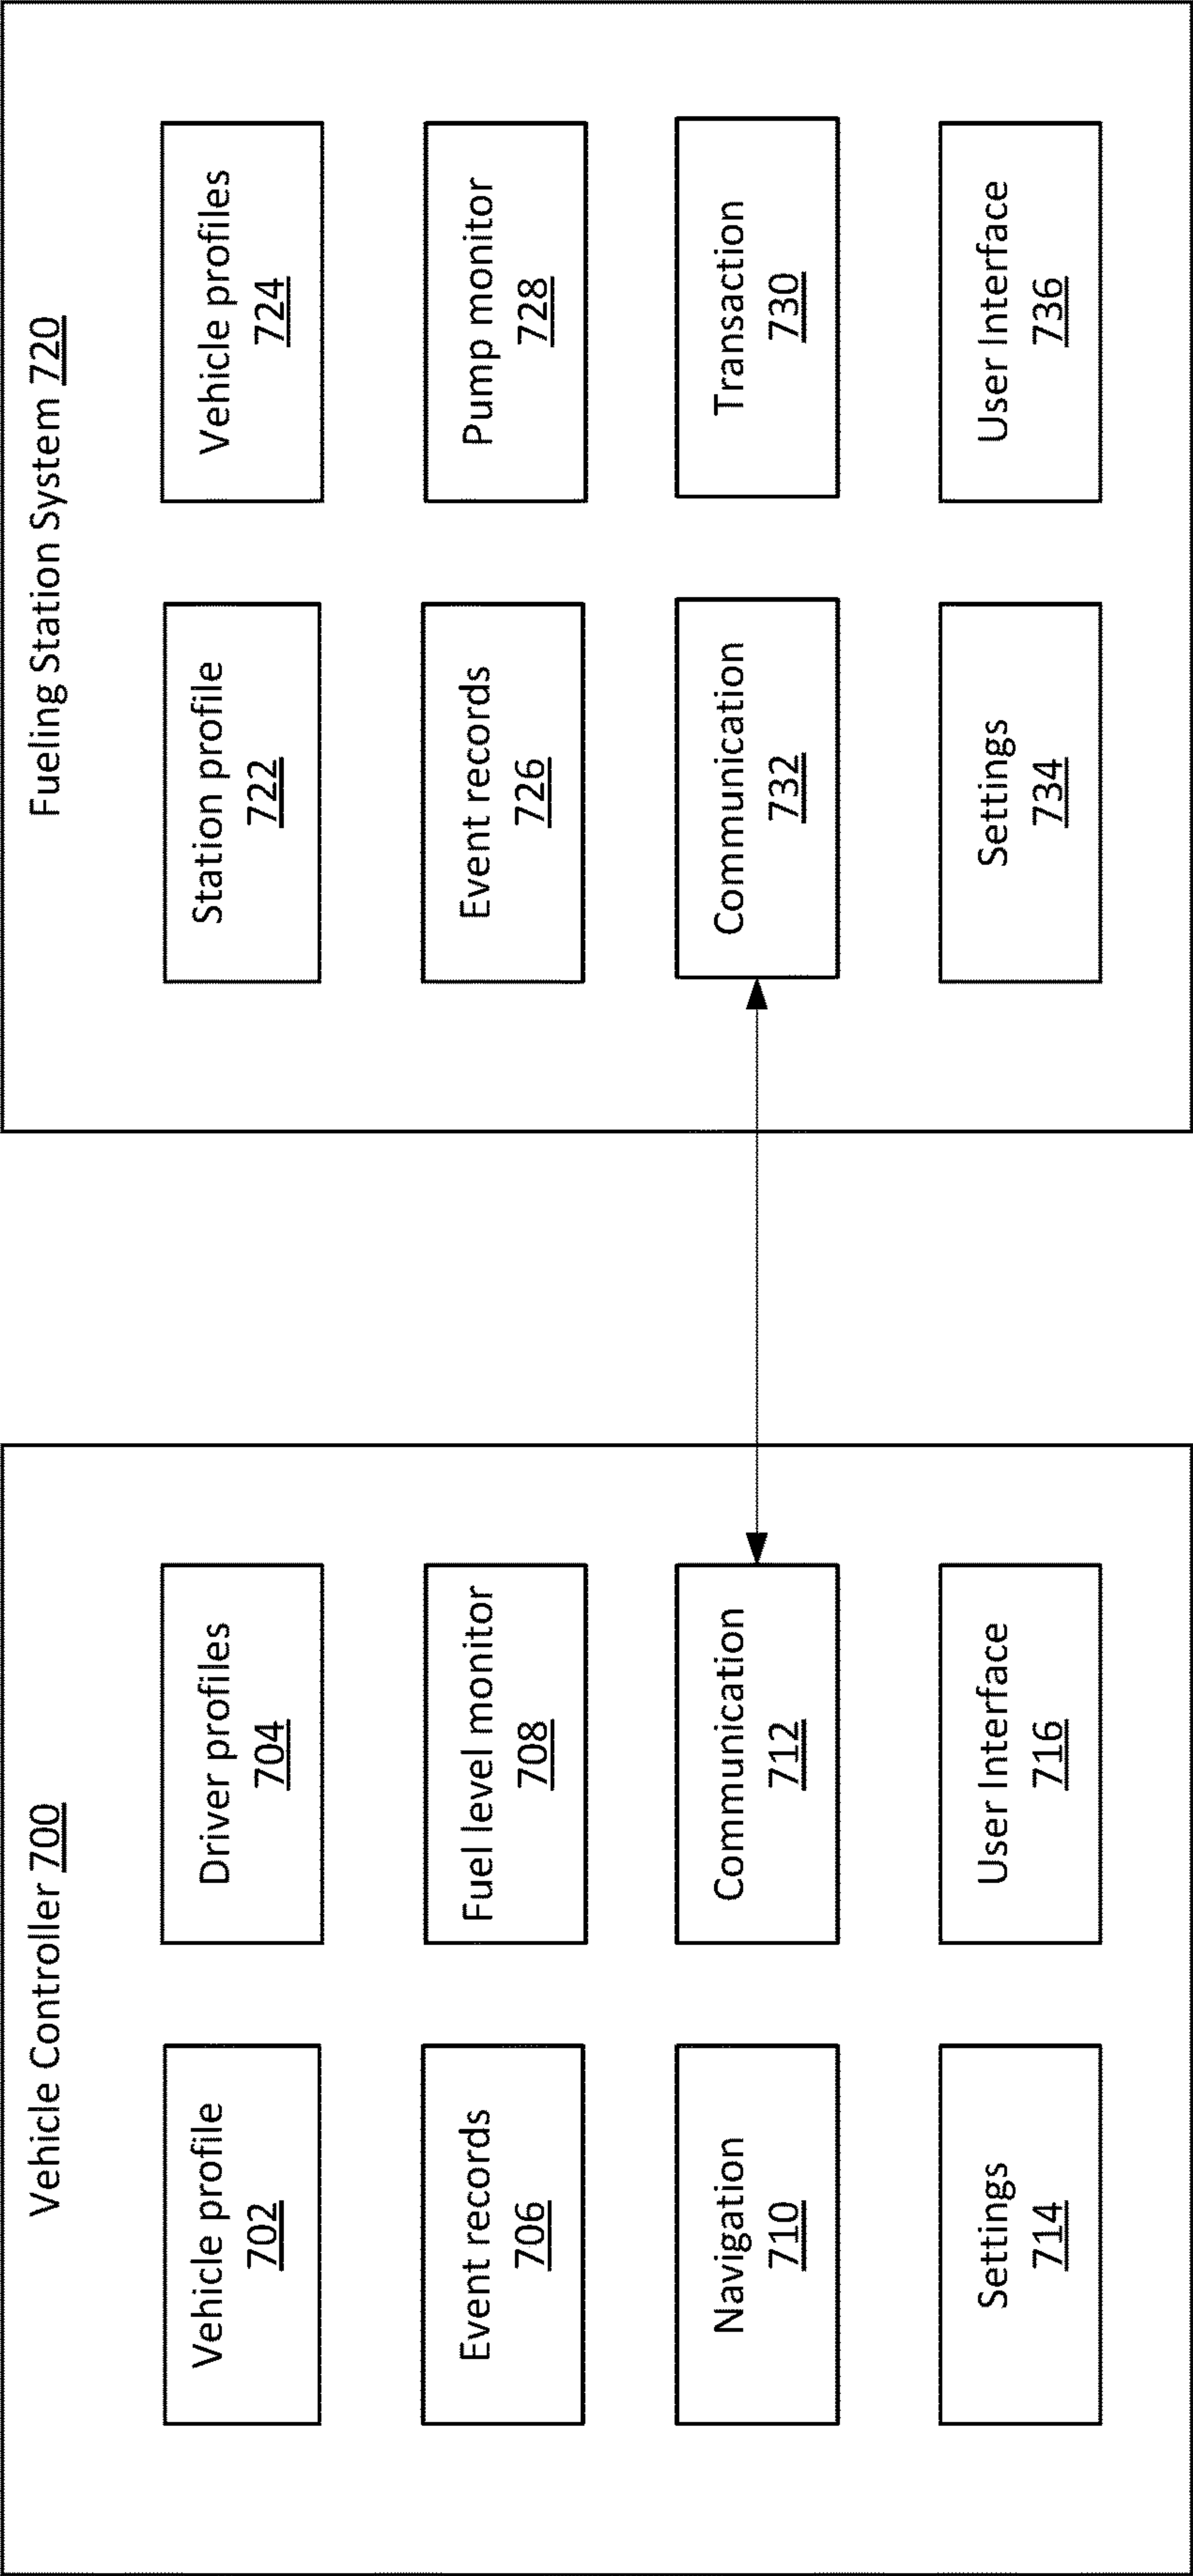 Vehicle Controller 700
Vehicle profile
702
Driver profiles
704
Event records
706
Fuel level monitor
708
Navigation
710
Communication
712
Settings
714
User Interface
716
Fueling Station System 720
Station profile
722
Vehicle profiles
724
Event records
726
Pump monitor
728
Communication
732
Transaction
730
Settings
734
User Interface
736